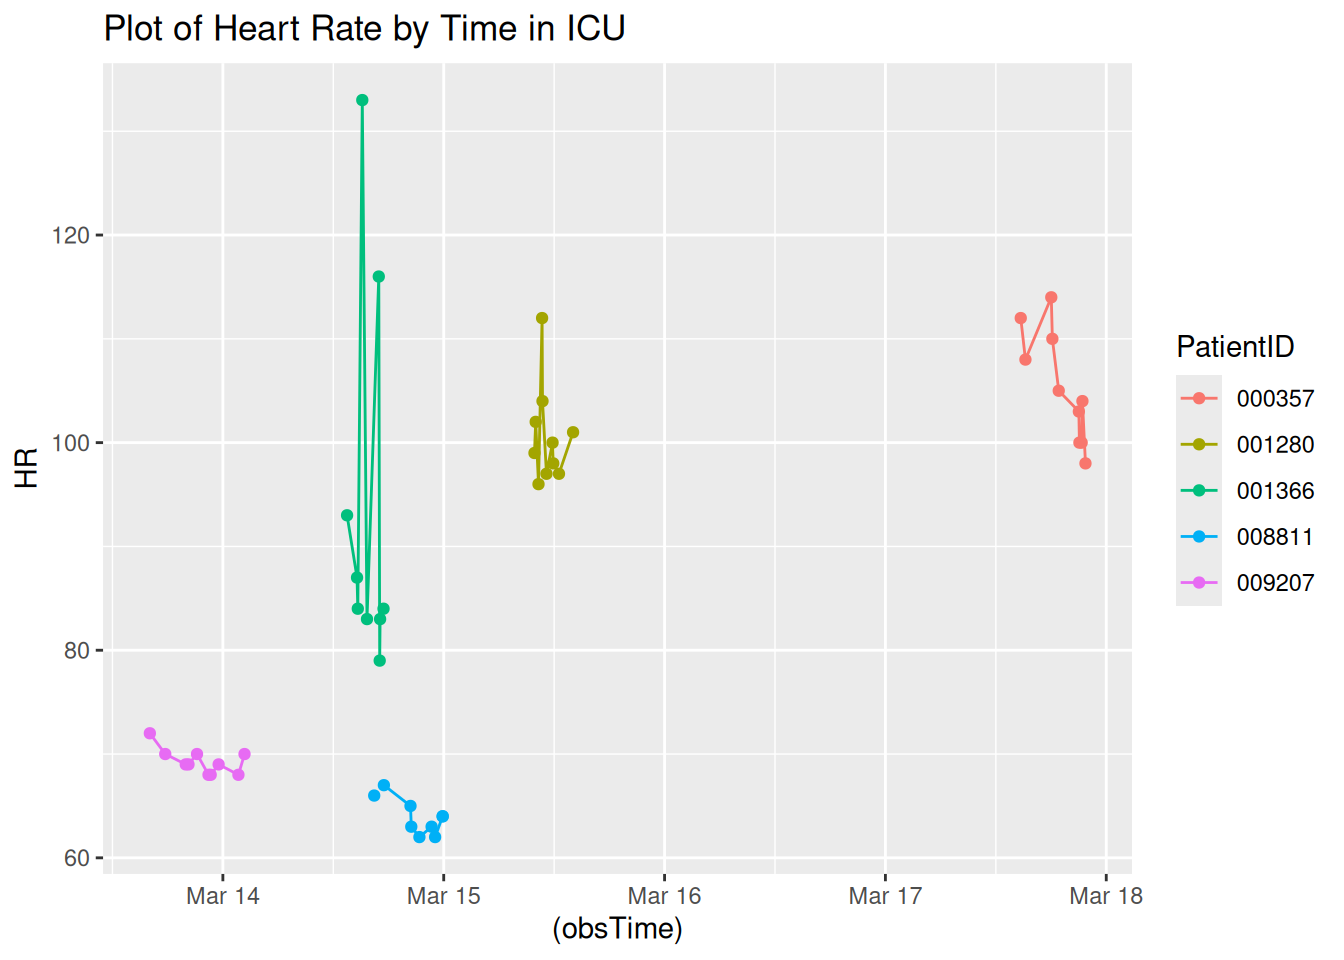 Plot of Heart Rate by Time in ICU
HR
120
100
80
60
Mar 14
Mar 15
Mar 16
Mar 17
Mar 18
(obsTime)
PatientID
000357
001280
001366
008811
009207